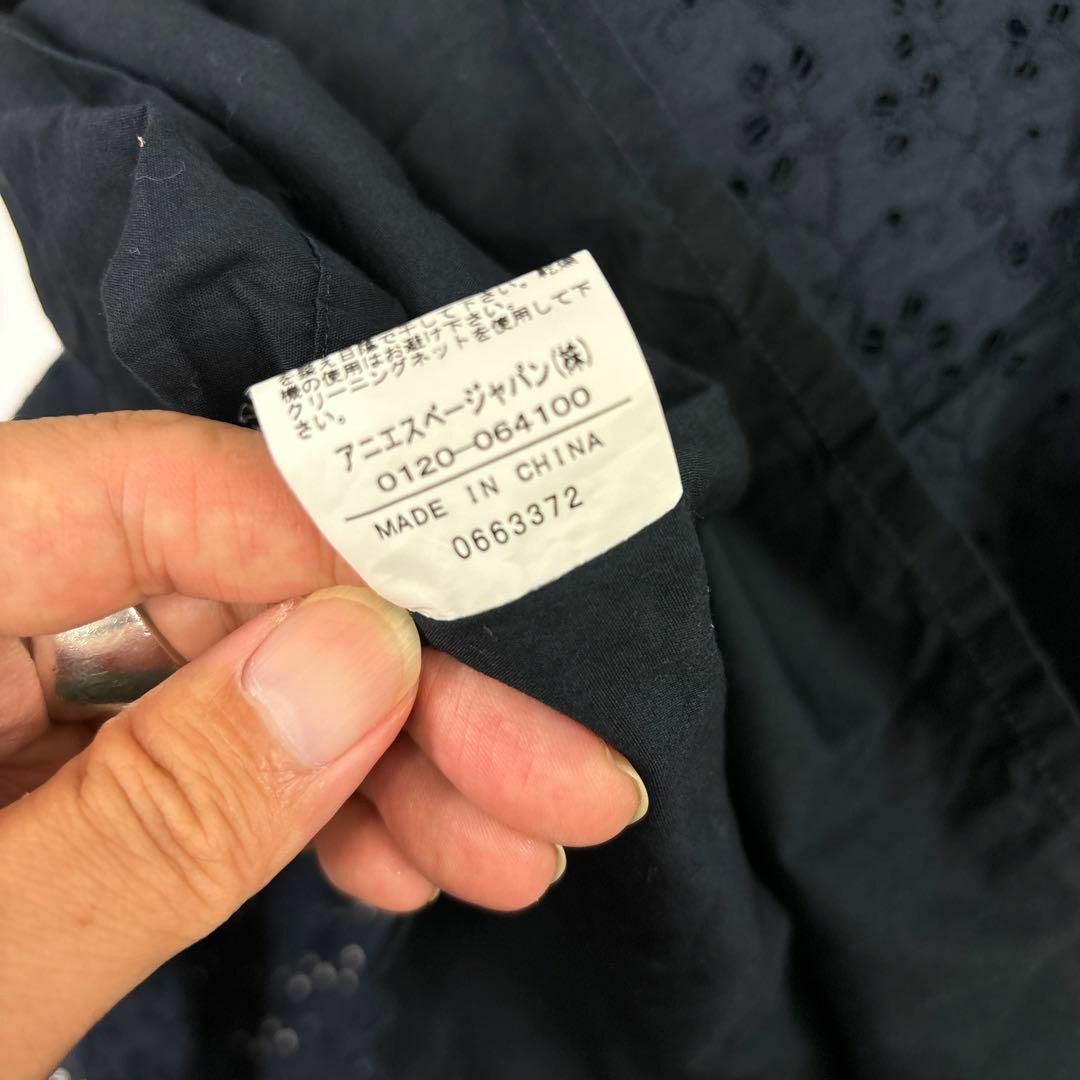 を整え日陰で干して下さい。乾燥
機の使用はお避け下さい。
クリーニングネットを使用して下
さい。
アニエスベージャパン(株)
0120-064100
MADE IN CHINA
0663372